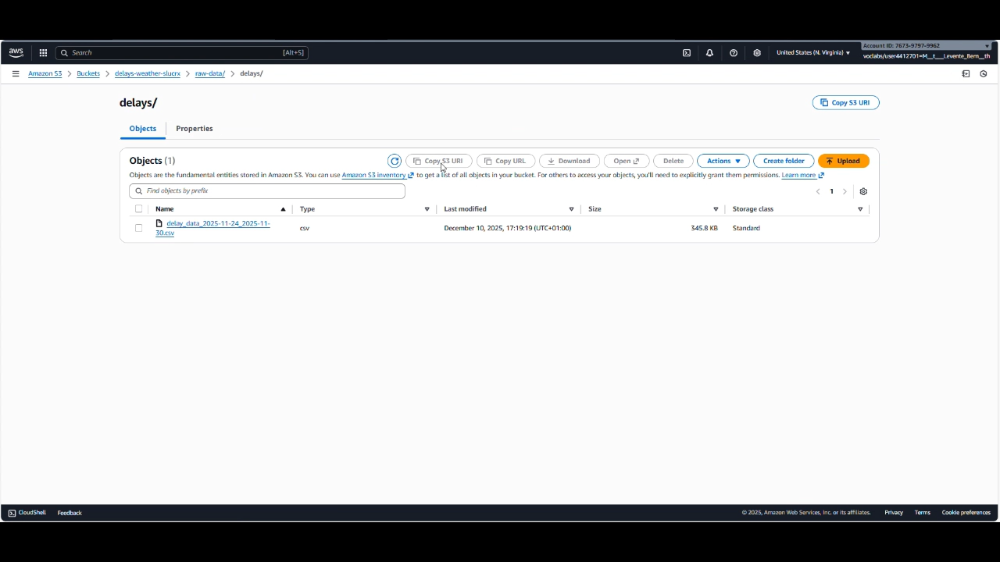 aws Search [Alt+S] United States (N. Virginia) Account ID: 7673-9797-9962
voclabs/user4412701=M__t___Levente_Bern__th
Amazon S3 Buckets delays-weather-slucrx raw-data/ delays/
delays/ Copy S3 URI
Objects Properties
Objects (1) Copy S3 URI Copy URL Download Open Delete Actions Create folder Upload
Objects are the fundamental entities stored in Amazon S3. You can use Amazon S3 inventory to get a list of all objects in your bucket. For others to access your objects, you'll need to explicitly grant them permissions. Learn more
Find objects by prefix 1
Name Type Last modified Size Storage class
delay_data_2025-11-24_2025-11-
30.csv csv December 10, 2025, 17:19:19 (UTC+01:00) 345.8 KB Standard
CloudShell Feedback © 2025, Amazon Web Services, Inc. or its affiliates. Privacy Terms Cookie preferences